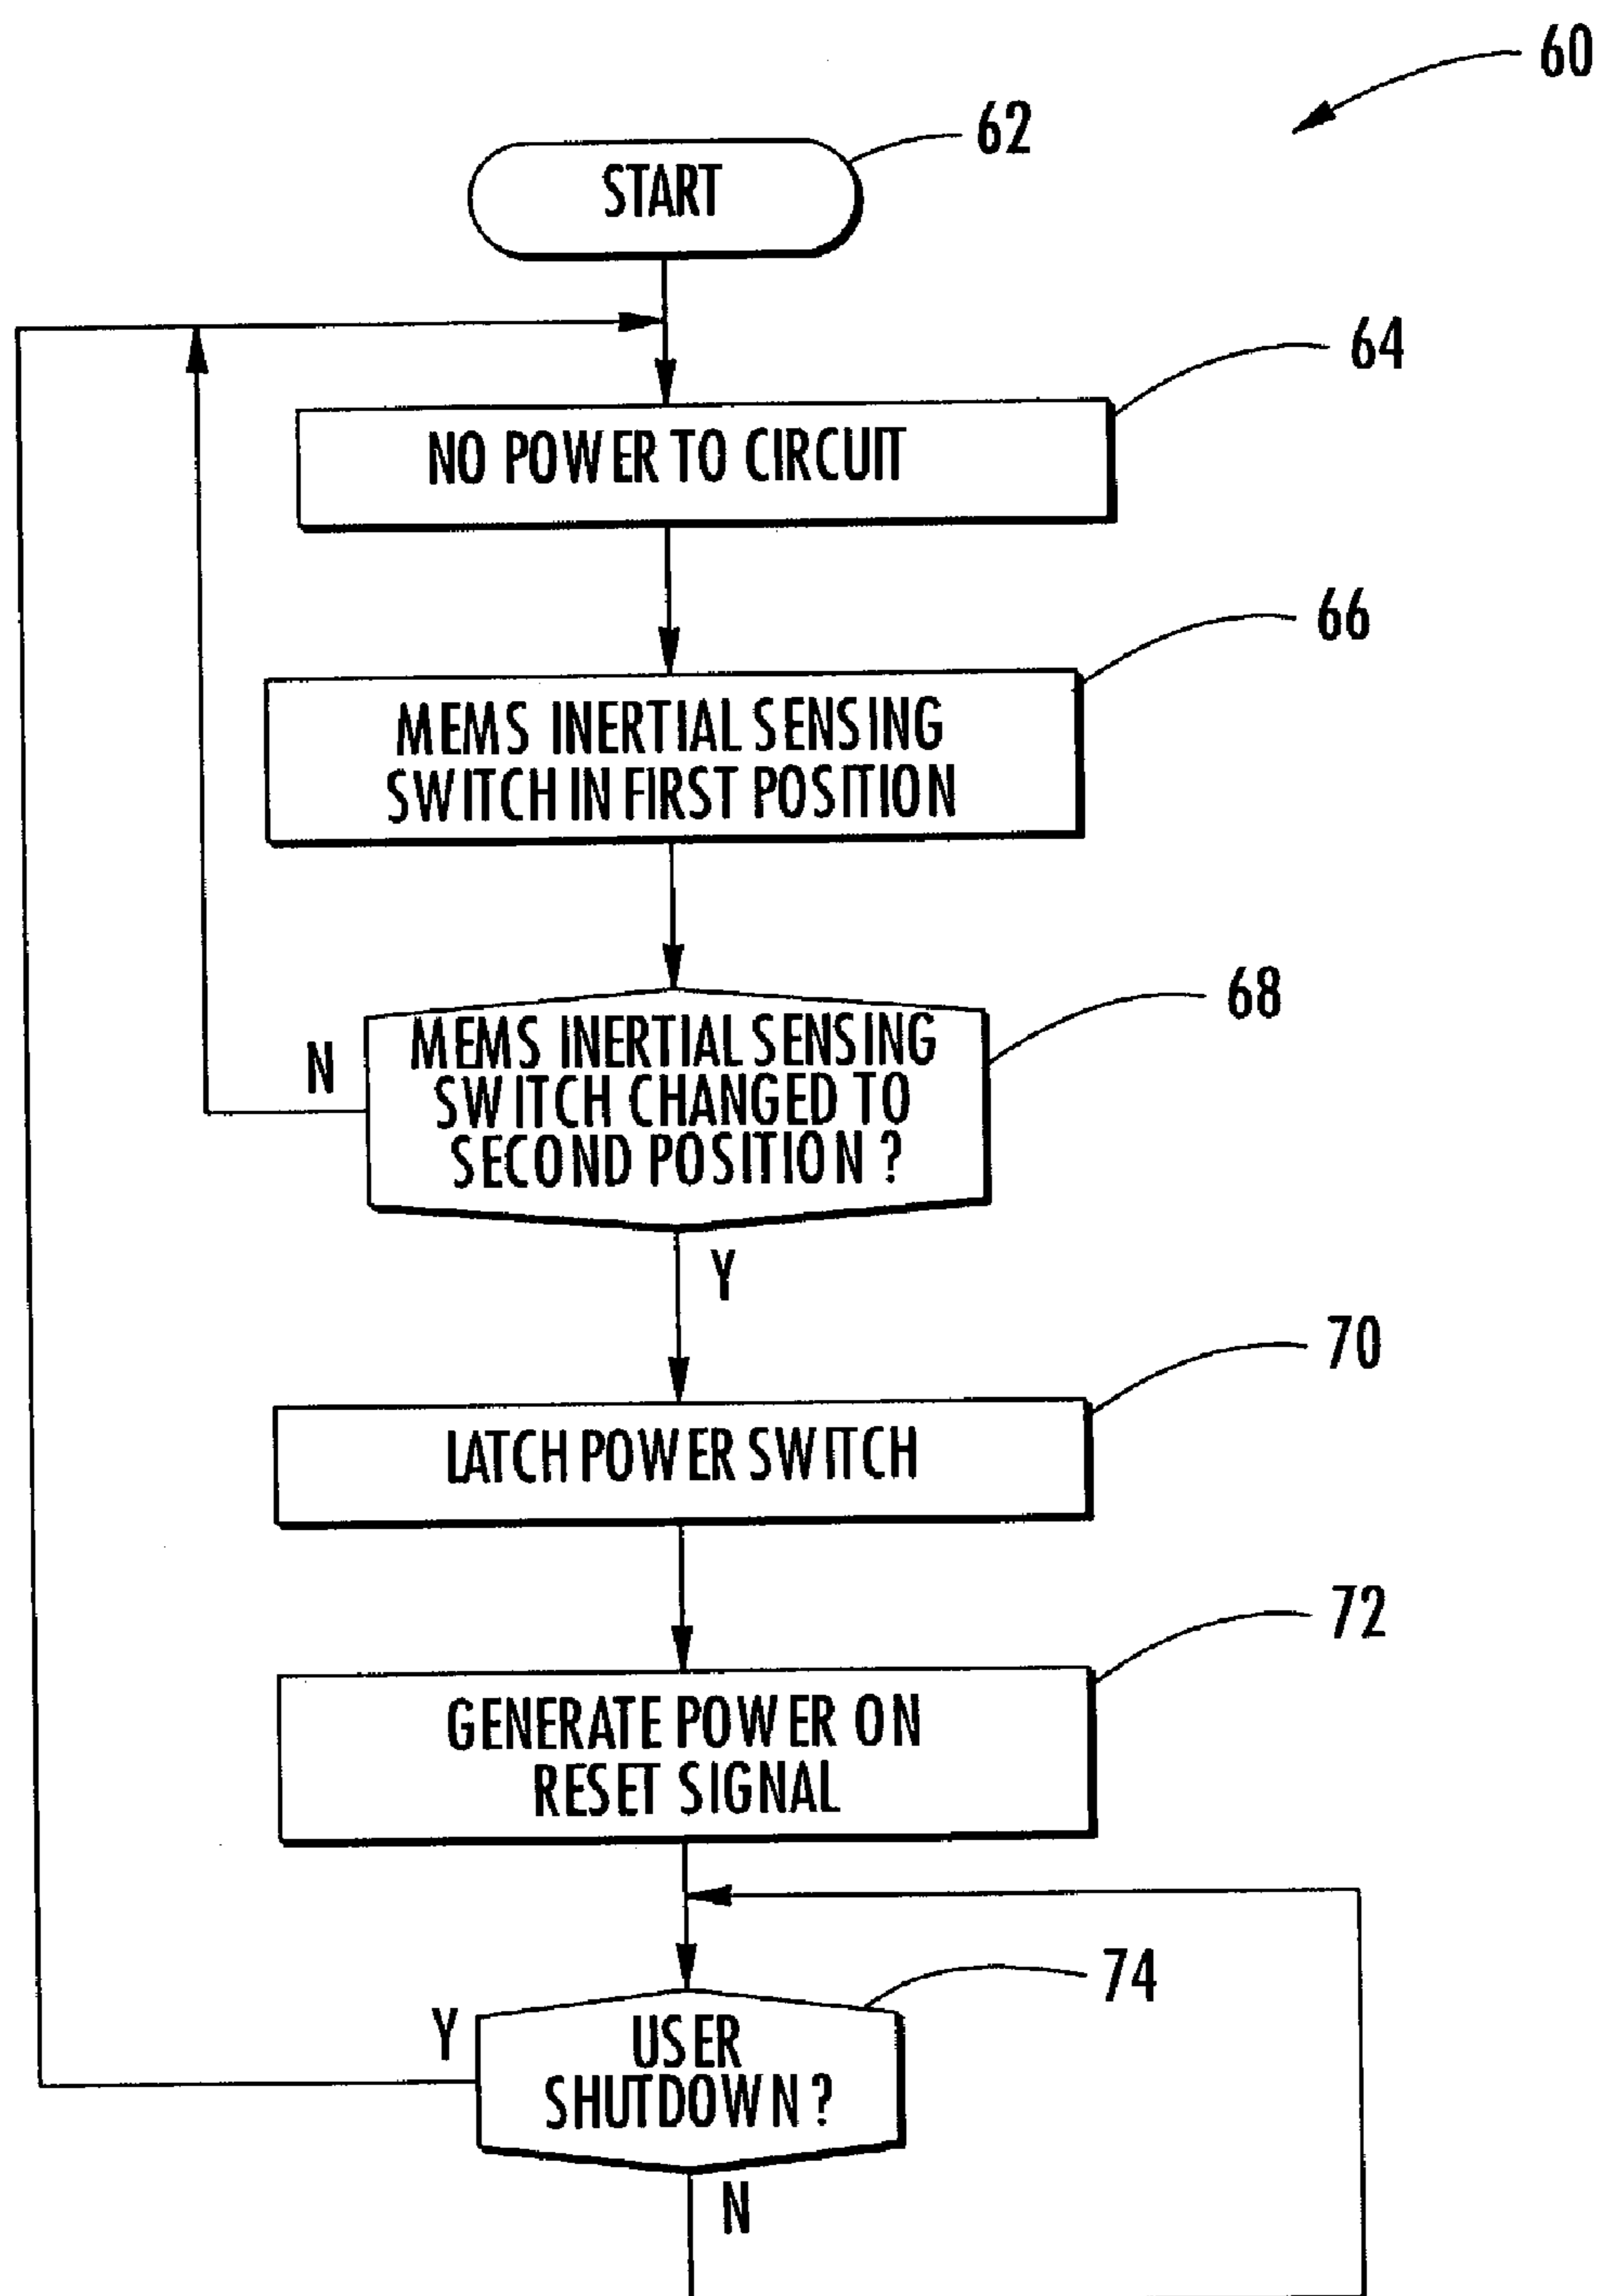 60
62
START
64
NO POWER TO CIRCUIT
66
MEMS INERTIAL SENSING
SWITCH IN FIRST POSITION
68
MEMS INERTIAL SENSING
SWITCH CHANGED TO
SECOND POSITION ?
N
Y
70
LATCH POWER SWITCH
72
GENERATE POWER ON
RESET SIGNAL
74
Y
USER
SHUTDOWN ?
N